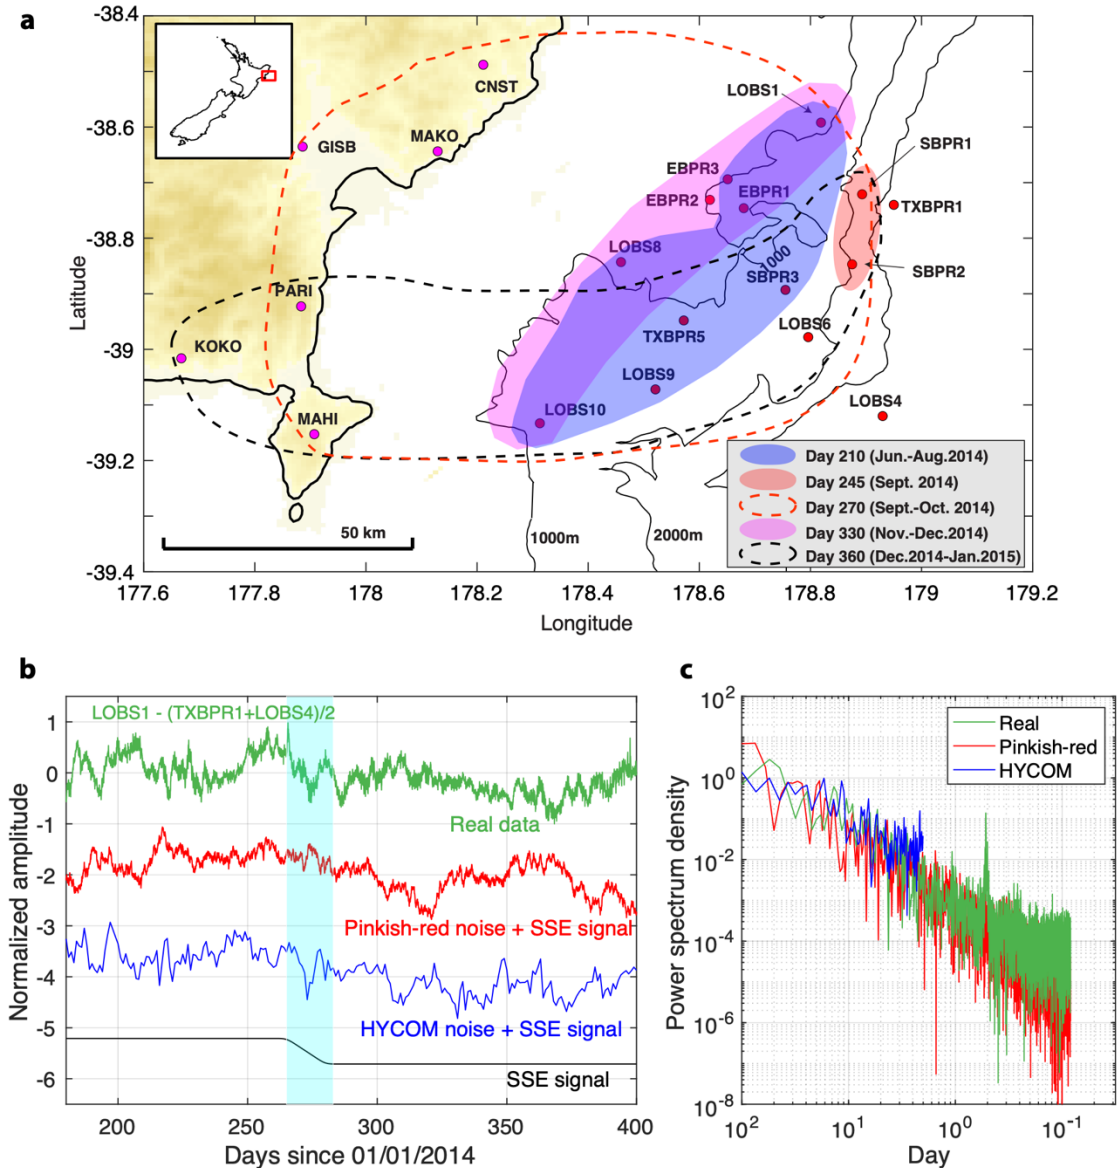 a
-38.4
-38.6
-38.8
-39
-39.2
-39.4
Latitude
177.6
177.8
178
178.2
178.4
178.6
178.8
179
179.2
Longitude
CNST
LOBS1
MAKO
GISB
SBPR1
EBPR3
EBPR2
EBPR1
TXBPR1
LOBS8
1000
SBPR2
SBPR3
PARI
TXBPR5
LOBS6
KOKO
LOBS9
LOBS4
LOBS10
MAHI
50 km
1000m
2000m
Day 210 (Jun.-Aug.2014)
Day 245 (Sept. 2014)
Day 270 (Sept.-Oct. 2014)
Day 330 (Nov.-Dec.2014)
Day 360 (Dec.2014-Jan.2015)
b
1
0
-1
-2
-3
-4
-5
-6
Normalized amplitude
LOBS1 - (TXBPR1+LOBS4)/2
Real data
Pinkish-red noise + SSE signal
HYCOM noise + SSE signal
SSE signal
200
250
300
350
400
Days since 01/01/2014
c
10^2
10^0
10^-2
10^-4
10^-6
10^-8
Power spectrum density
Real
Pinkish-red
HYCOM
10^2
10^1
10^0
10^-1
Day